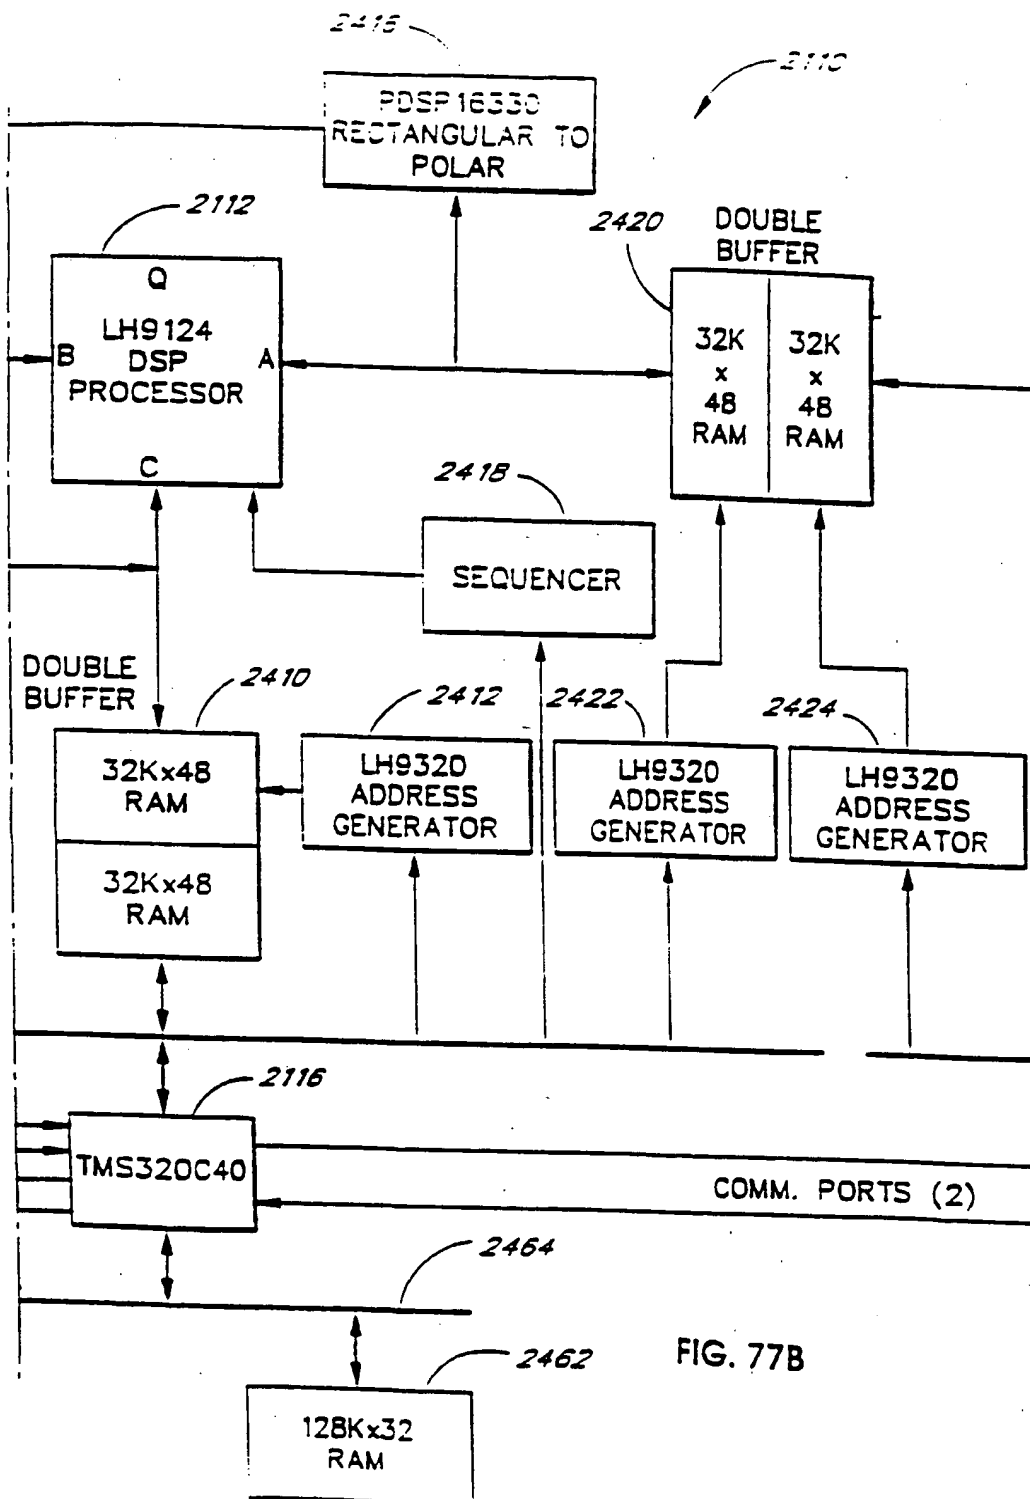 2416
2110
PDSP16330
RECTANGULAR TO
POLAR
2112
2420
DOUBLE
BUFFER
Q
LH9124
DSP
PROCESSOR
B
A
C
32K
x
48
RAM
32K
x
48
RAM
2418
SEQUENCER
DOUBLE
BUFFER
2410
2412
2422
2424
32Kx48
RAM
32Kx48
RAM
LH9320
ADDRESS
GENERATOR
LH9320
ADDRESS
GENERATOR
LH9320
ADDRESS
GENERATOR
2116
TMS320C40
COMM. PORTS (2)
2464
2462
128Kx32
RAM
FIG. 77B